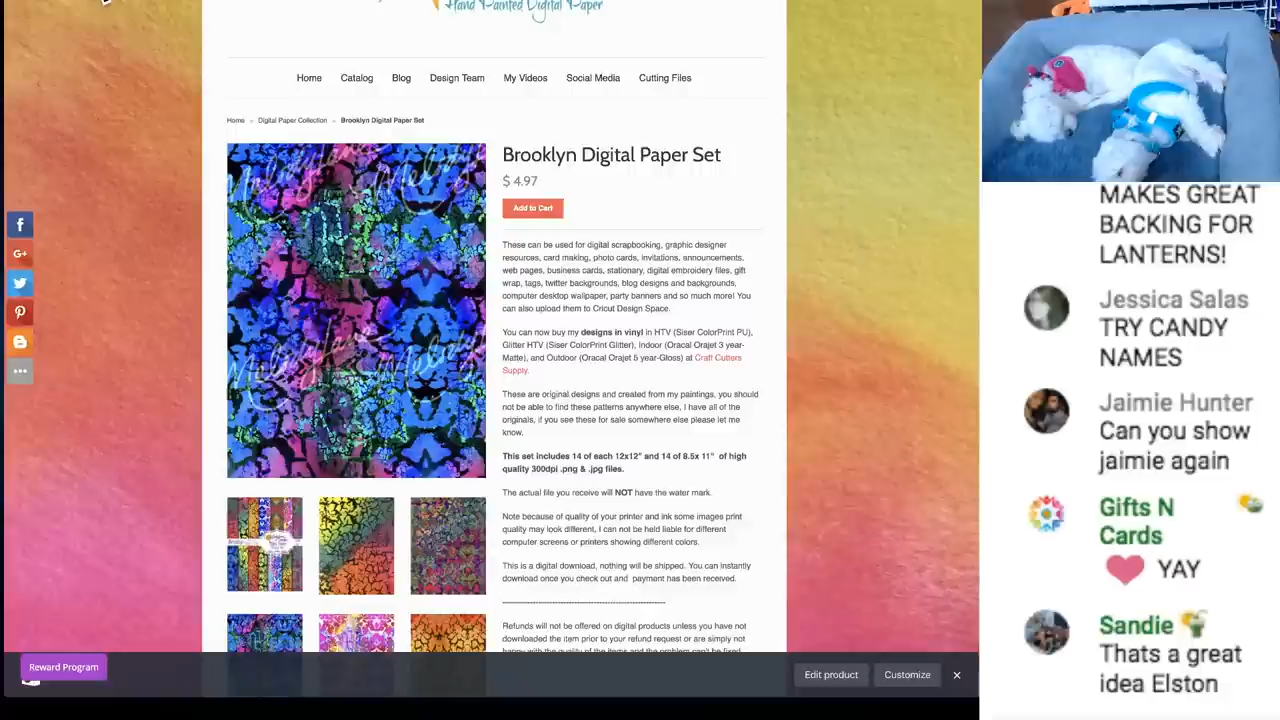 Hand Painted Digital Paper
Home Catalog Blog Design Team My Videos Social Media Cutting Files
Home » Digital Paper Collection » Brooklyn Digital Paper Set
Brooklyn Digital Paper Set
$ 4.97
Add to Cart
These can be used for digital scrapbooking, graphic designer
resources, card making, photo cards, invitations, announcements,
web pages, business cards, stationary, digital embroidery files, gift
wrap, tags, twitter backgrounds, blog designs and backgrounds,
computer desktop wallpaper, party banners and so much more! You
can also upload them to Cricut Design Space.
You can now buy my designs in vinyl in HTV (Siser ColorPrint PU),
Glitter HTV (Siser ColorPrint Glitter), Indoor (Oracal Orajet 3 year-
Matte), and Outdoor (Oracal Orajet 5 year-Gloss) at Craft Cutters
Supply.
These are original designs and created from my paintings, you should
not be able to find these patterns anywhere else, I have all of the
originals, if you see these for sale somewhere else please let me
know.
This set includes 14 of each 12x12" and 14 of 8.5x 11" of high
quality 300dpi .png & .jpg files.
The actual file you receive will NOT have the water mark.
Note because of quality of your printer and ink some images print
quality may look different, I can not be held liable for different
computer screens or printers showing different colors.
This is a digital download, nothing will be shipped. You can instantly
download once you check out and payment has been received.
Refunds will not be offered on digital products unless you have not
downloaded the item prior to your refund request or are simply not
happy with the quality of the items and the problem can't be fixed
Reward Program
Edit product
Customize
MAKES GREAT
BACKING FOR
LANTERNS!
Jessica Salas
TRY CANDY
NAMES
Jaimie Hunter
Can you show
jaimie again
Gifts N
Cards
YAY
Sandie
Thats a great
idea Elston